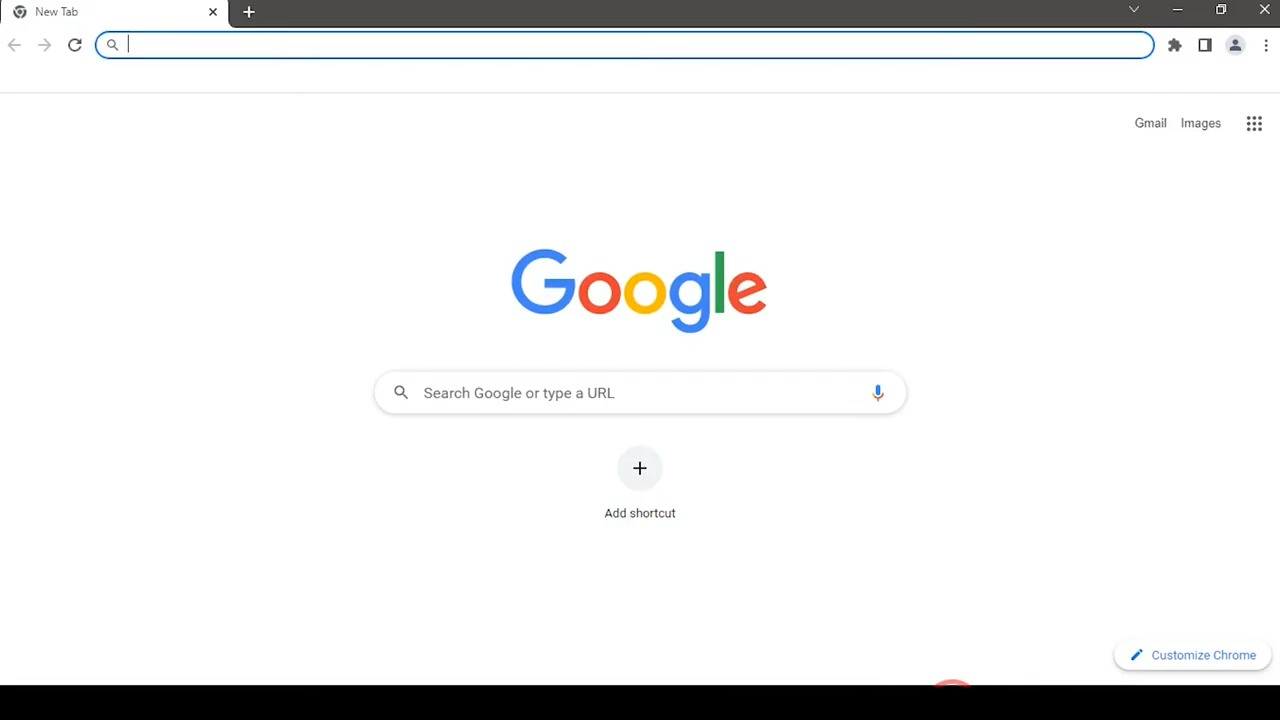 New Tab
Gmail Images
Google
Search Google or type a URL
Add shortcut
Customize Chrome